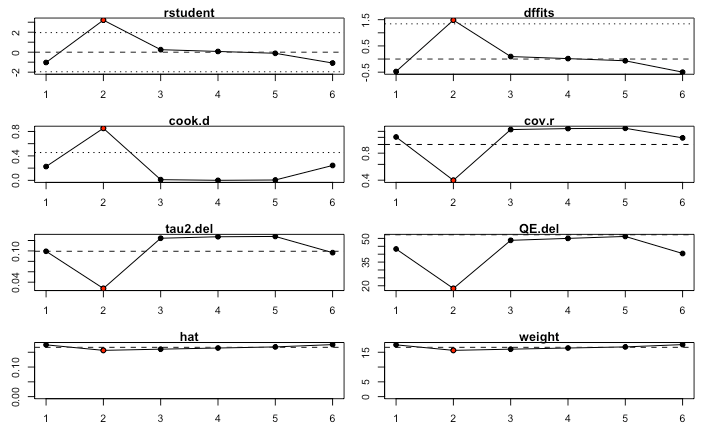 rstudent
2
0
-2
1 2 3 4 5 6
dffits
1.5
0.5
-0.5
1 2 3 4 5 6
cook.d
0.8
0.4
0.0
1 2 3 4 5 6
cov.r
0.8
0.4
1 2 3 4 5 6
tau2.del
0.10
0.04
1 2 3 4 5 6
QE.del
50
35
20
1 2 3 4 5 6
hat
0.10
0.00
1 2 3 4 5 6
weight
15
5
0
1 2 3 4 5 6